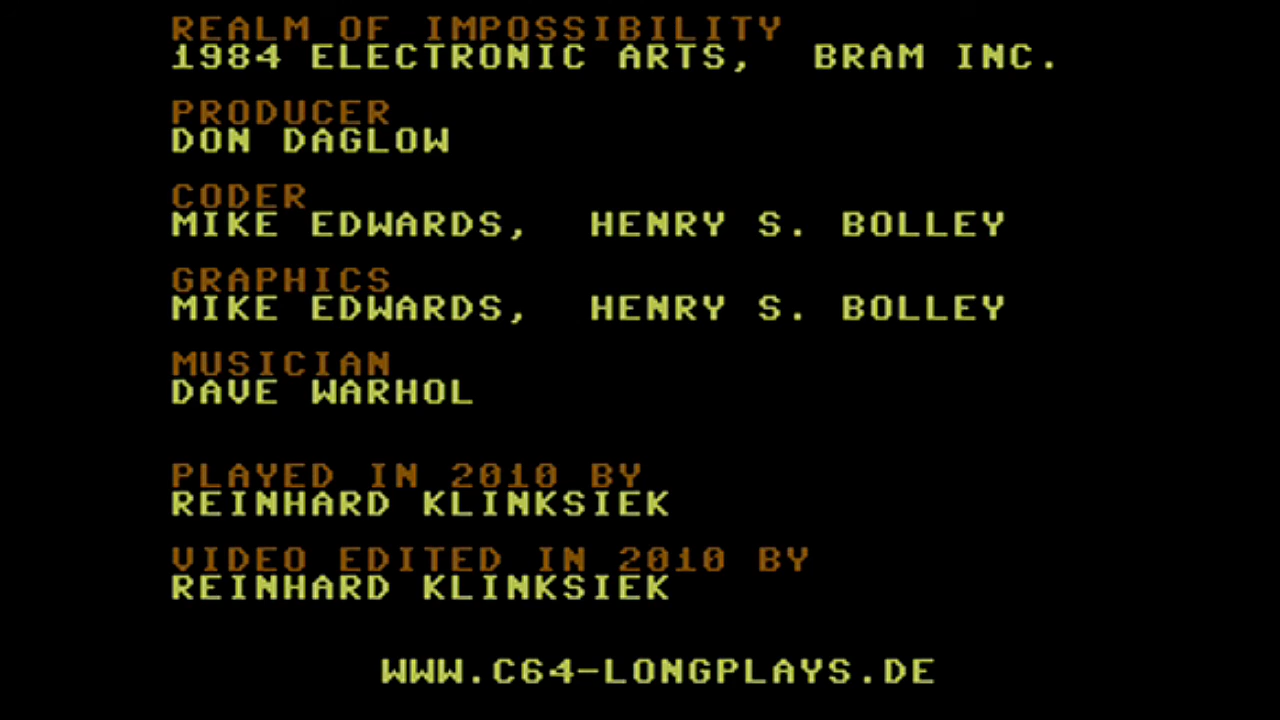 REALM OF IMPOSSIBILITY
1984 ELECTRONIC ARTS, BRAM INC.
PRODUCER
DON DAGLOW
CODER
MIKE EDWARDS, HENRY S. BOLLEY
GRAPHICS
MIKE EDWARDS, HENRY S. BOLLEY
MUSICIAN
DAVE WARHOL
PLAYED IN 2010 BY
REINHARD KLINKSIEK
VIDEO EDITED IN 2010 BY
REINHARD KLINKSIEK
WWW.C64-LONGPLAYS.DE